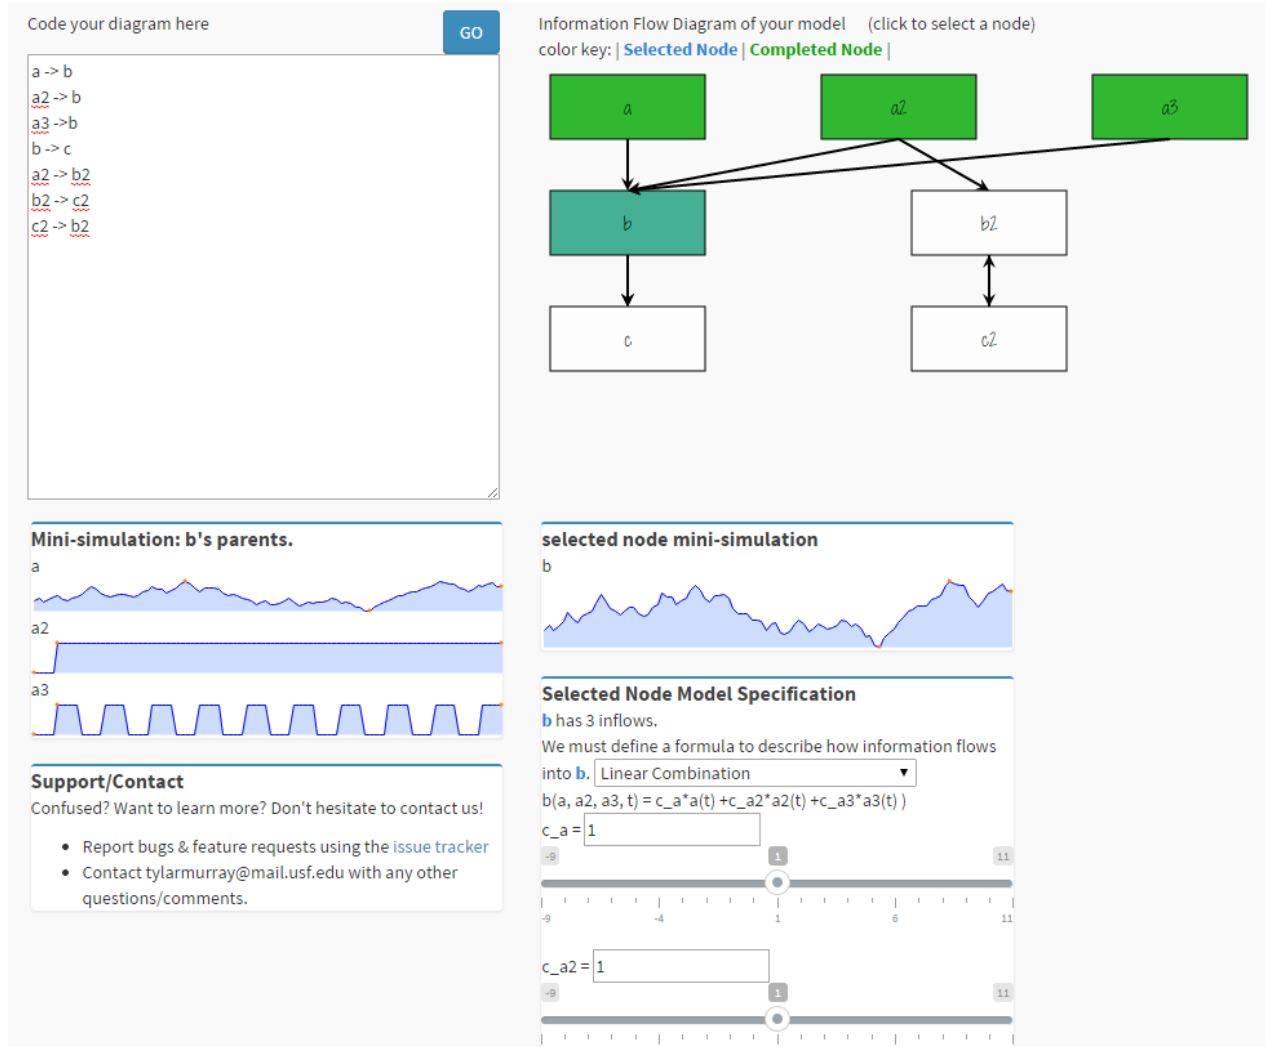 Code your diagram here
GO
a -> b
a2 -> b
a3 ->b
b -> c
a2 -> b2
b2 -> c2
c2 -> b2
Information Flow Diagram of your model (click to select a node)
color key: | Selected Node | Completed Node |
a
a2
a3
b
b2
c
c2
Mini-simulation: b's parents.
a
a2
a3
Support/Contact
Confused? Want to learn more? Don't hesitate to contact us!
Report bugs & feature requests using the issue tracker
Contact tylarmurray@mail.usf.edu with any other
questions/comments.
selected node mini-simulation
b
Selected Node Model Specification
b has 3 inflows.
We must define a formula to describe how information flows
into b. Linear Combination
b(a, a2, a3, t) = c_a*a(t) +c_a2*a2(t) +c_a3*a3(t) )
c_a = 1
-9 1 11
-9 -4 1 6 11
c_a2 = 1
-9 1 11